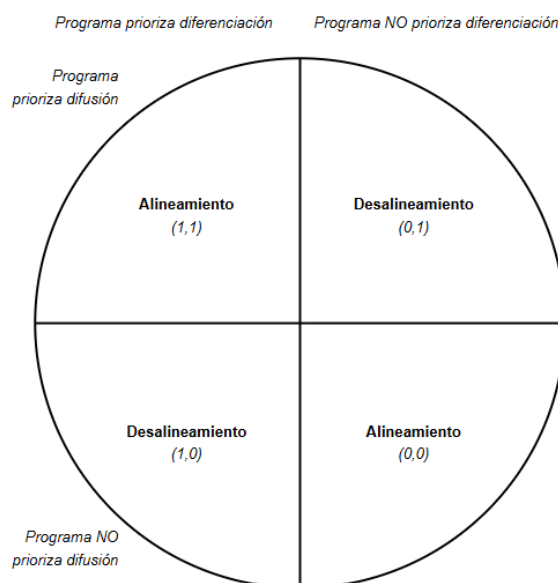 Programa prioriza diferenciación
Programa NO prioriza diferenciación
Programa
prioriza difusión
Alineamiento
(1,1)
Desalineamiento
(0,1)
Desalineamiento
(1,0)
Alineamiento
(0,0)
Programa NO
prioriza difusión